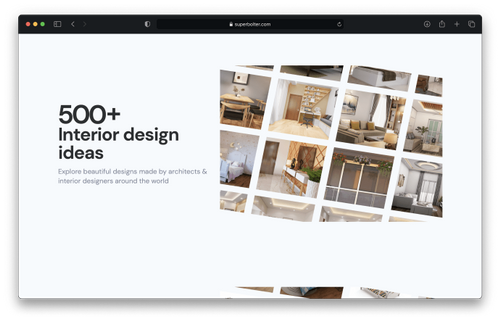 superbolter.com
500+
Interior design
ideas
Explore beautiful designs made by architects &
interior designers around the world